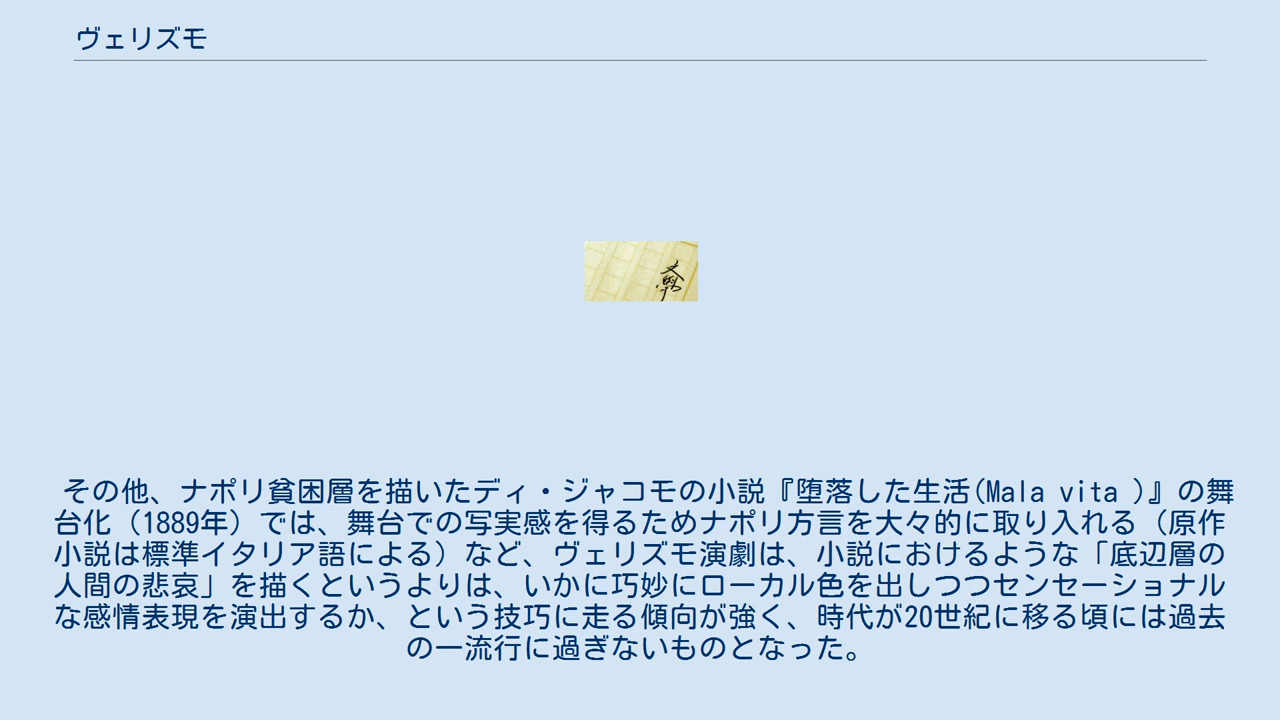 ヴェリズモ
その他、ナポリ貧困層を描いたディ・ジャコモの小説『堕落した生活(Mala vita )』の舞
台化（1889年）では、舞台での写実感を得るためナポリ方言を大々的に取り入れる（原作
小説は標準イタリア語による）など、ヴェリズモ演劇は、小説におけるような「底辺層の
人間の悲哀」を描くというよりは、いかに巧妙にローカル色を出しつつセンセーショナル
な感情表現を演出するか、という技巧に走る傾向が強く、時代が20世紀に移る頃には過去
の一流行に過ぎないものとなった。